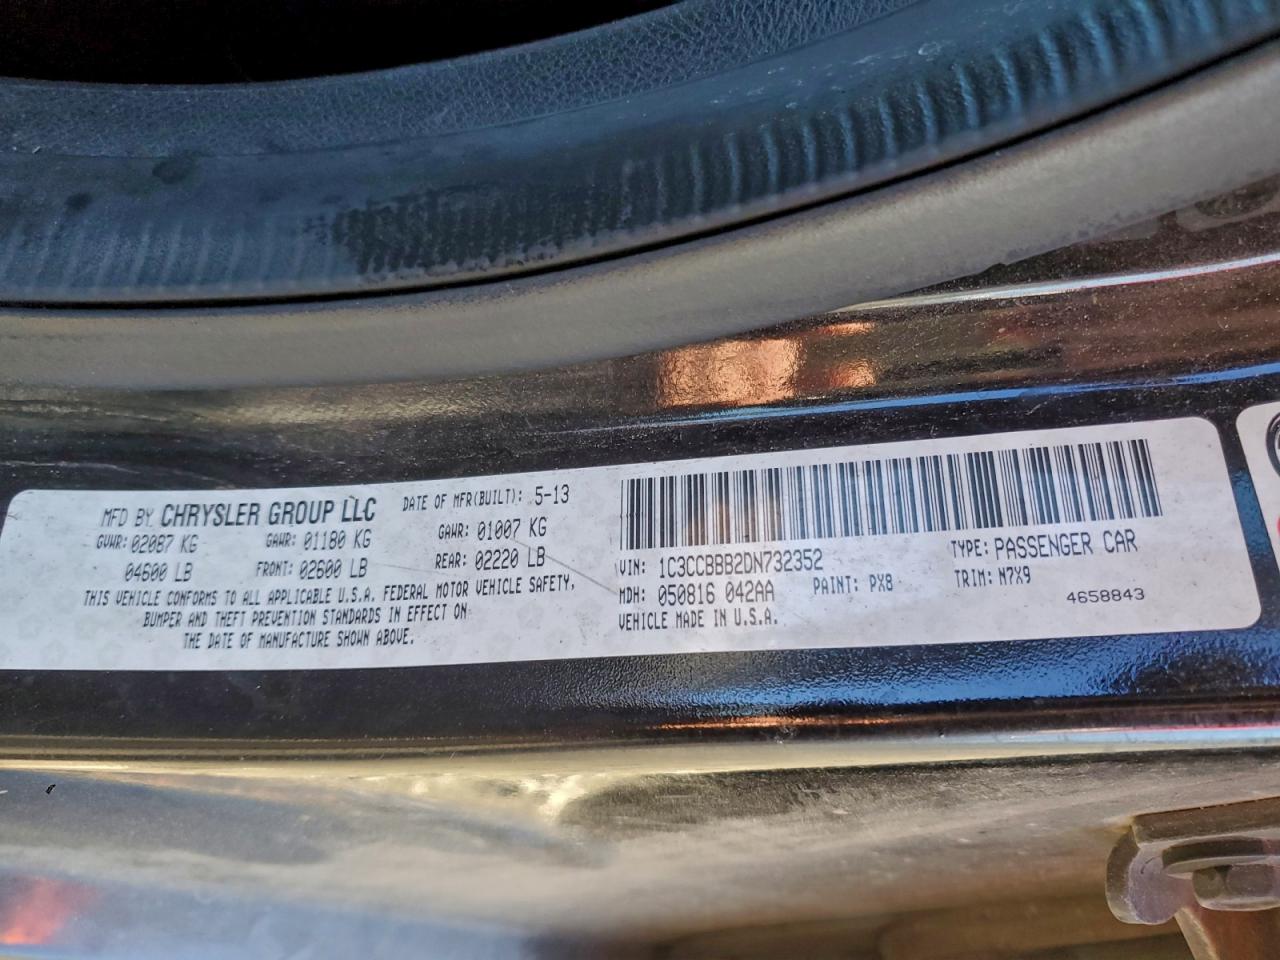 MFD BY CHRYSLER GROUP LLC DATE OF MFR(BUILT): 5-13
GVWR: 02087 KG GAWR: 01180 KG GAWR: 01007 KG
04600 LB FRONT: 02600 LB REAR: 02220 LB
THIS VEHICLE CONFORMS TO ALL APPLICABLE U.S.A. FEDERAL MOTOR VEHICLE SAFETY,
BUMPER AND THEFT PREVENTION STANDARDS IN EFFECT ON
THE DATE OF MANUFACTURE SHOWN ABOVE.
VIN: 1C3CCBBB2DN732352 TYPE: PASSENGER CAR
MDH: 050816 042AA PAINT: PX8 TRIM: N7X9
VEHICLE MADE IN U.S.A. 4658843